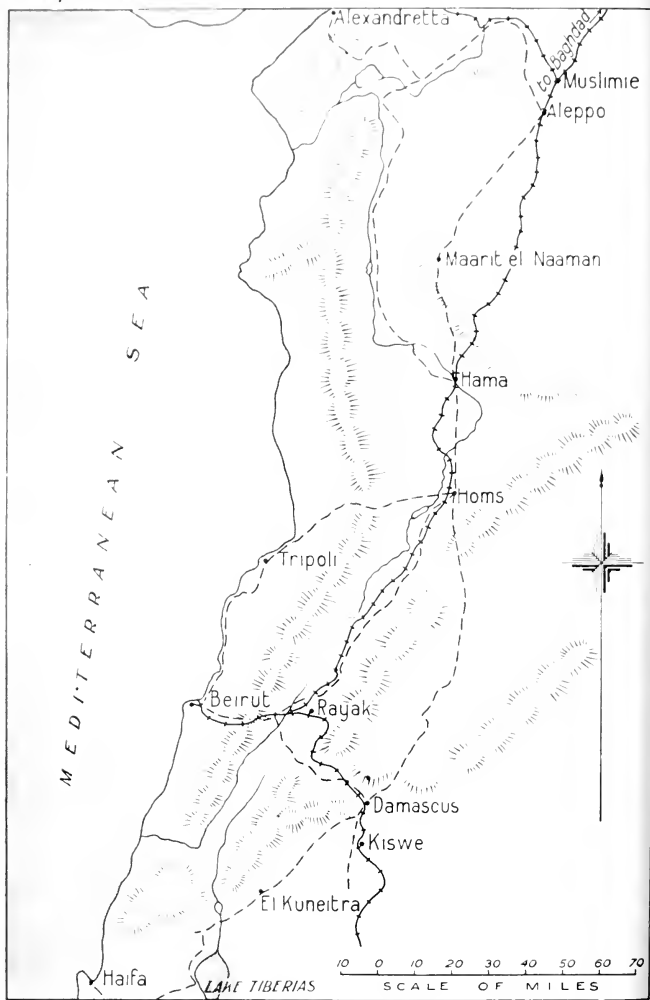 Alexandretta
to Baghdad
Muslimie
Aleppo
Maarit el Naaman
MEDITERRANEAN SEA
Hama
Homs
Tripoli
Beirut
Rayak
Damascus
Kiswe
El Kuneitra
Haifa
LAKE TIBERIAS
10 0 10 20 30 40 50 60 70
SCALE OF MILES